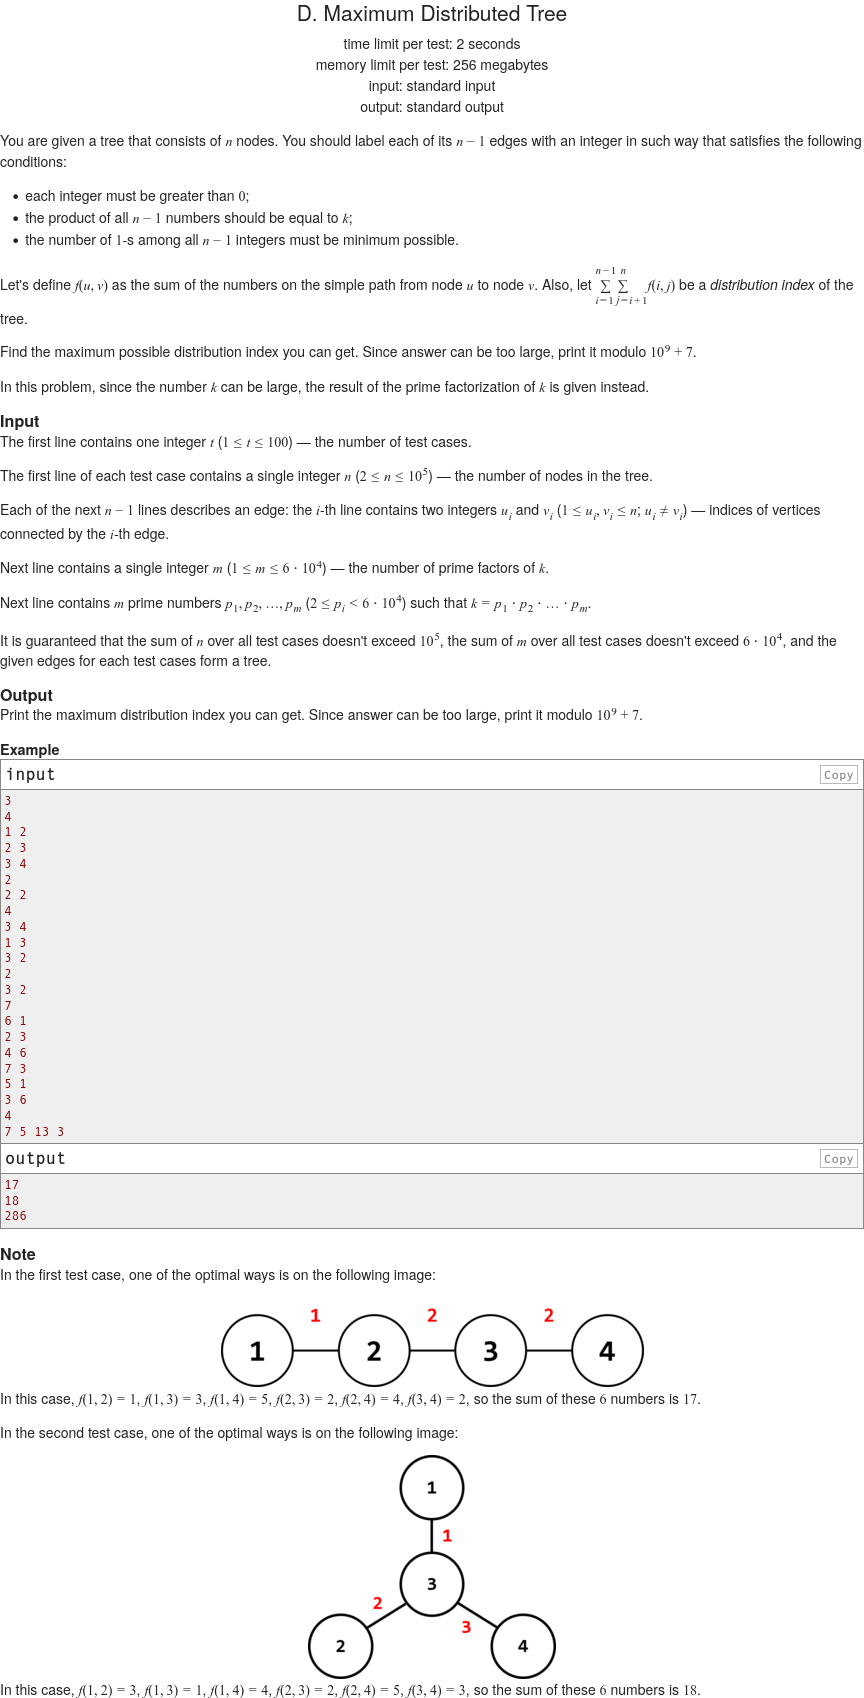 D. Maximum Distributed Tree
time limit per test: 2 seconds
memory limit per test: 256 megabytes
input: standard input
output: standard output
You are given a tree that consists of n nodes. You should label each of its n − 1 edges with an integer in such way that satisfies the following
conditions:
• each integer must be greater than 0;
• the product of all n − 1 numbers should be equal to k;
• the number of 1-s among all n − 1 integers must be minimum possible.
Let's define f(u, v) as the sum of the numbers on the simple path from node u to node v. Also, let ∑_{i=1}^{n−1} ∑_{j=i+1}^{n} f(i, j) be a distribution index of the
tree.
Find the maximum possible distribution index you can get. Since answer can be too large, print it modulo 10^9 + 7.
In this problem, since the number k can be large, the result of the prime factorization of k is given instead.
Input
The first line contains one integer t (1 ≤ t ≤ 100) — the number of test cases.
The first line of each test case contains a single integer n (2 ≤ n ≤ 10^5) — the number of nodes in the tree.
Each of the next n − 1 lines describes an edge: the i-th line contains two integers u_i and v_i (1 ≤ u_i, v_i ≤ n; u_i ≠ v_i) — indices of vertices
connected by the i-th edge.
Next line contains a single integer m (1 ≤ m ≤ 6 · 10^4) — the number of prime factors of k.
Next line contains m prime numbers p_1, p_2, …, p_m (2 ≤ p_i < 6 · 10^4) such that k = p_1 · p_2 · … · p_m.
It is guaranteed that the sum of n over all test cases doesn't exceed 10^5, the sum of m over all test cases doesn't exceed 6 · 10^4, and the
given edges for each test cases form a tree.
Output
Print the maximum distribution index you can get. Since answer can be too large, print it modulo 10^9 + 7.
Example
input Copy
3
4
1 2
2 3
3 4
2
2 2
4
3 4
1 3
3 2
2
3 2
7
6 1
2 3
4 6
7 3
5 1
3 6
4
7 5 13 3
output Copy
17
18
286
Note
In the first test case, one of the optimal ways is on the following image:
1 2 2
1 2 3 4
In this case, f(1, 2) = 1, f(1, 3) = 3, f(1, 4) = 5, f(2, 3) = 2, f(2, 4) = 4, f(3, 4) = 2, so the sum of these 6 numbers is 17.
In the second test case, one of the optimal ways is on the following image:
1
1
3
2 3
2 4
In this case, f(1, 2) = 3, f(1, 3) = 1, f(1, 4) = 4, f(2, 3) = 2, f(2, 4) = 5, f(3, 4) = 3, so the sum of these 6 numbers is 18.